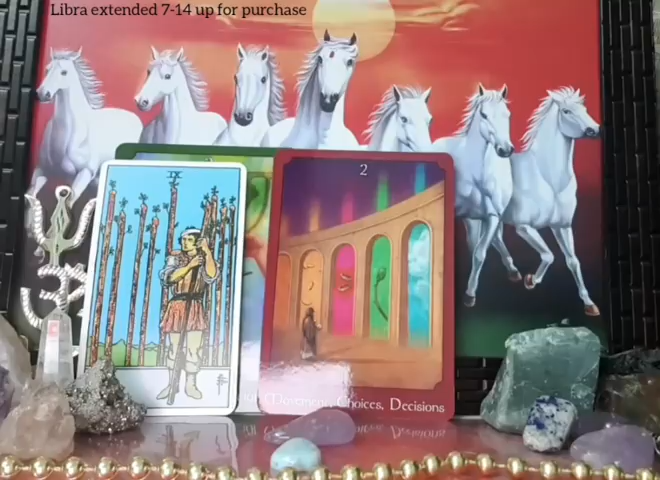 Libra extended 7-14 up for purchase
2
IX
Movement, Choices, Decisions